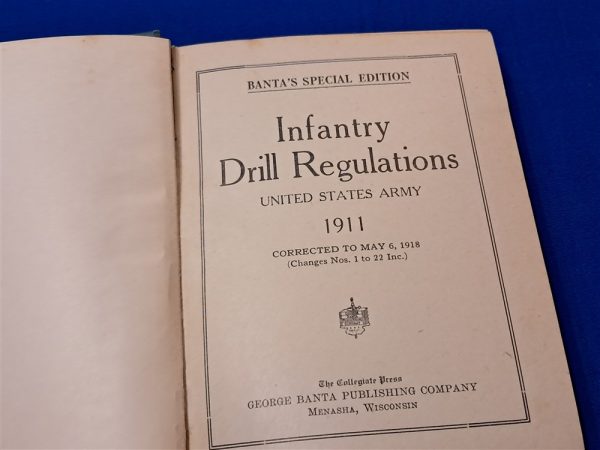 BANTA'S SPECIAL EDITION
Infantry
Drill Regulations
UNITED STATES ARMY
1911
CORRECTED TO MAY 6, 1918
(Changes Nos. 1 to 22 Inc.)
The Collegiate Press
GEORGE BANTA PUBLISHING COMPANY
MENASHA, WISCONSIN